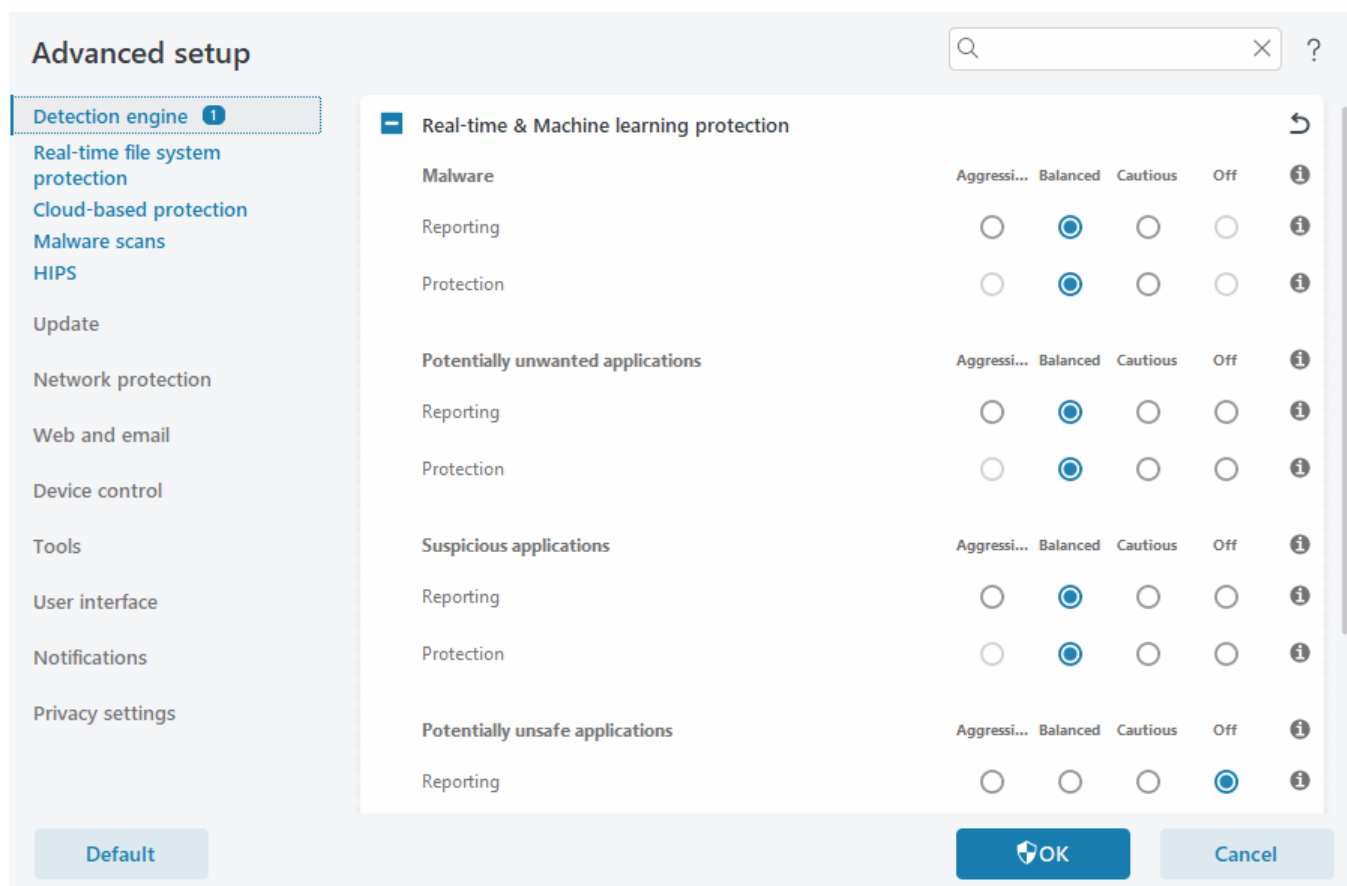 Advanced setup
?
Detection engine 1
Real-time file system
protection
Cloud-based protection
Malware scans
HIPS
Update
Network protection
Web and email
Device control
Tools
User interface
Notifications
Privacy settings
Real-time & Machine learning protection
Malware Aggressi... Balanced Cautious Off
Reporting
Protection
Potentially unwanted applications Aggressi... Balanced Cautious Off
Reporting
Protection
Suspicious applications Aggressi... Balanced Cautious Off
Reporting
Protection
Potentially unsafe applications Aggressi... Balanced Cautious Off
Reporting
Default
OK
Cancel